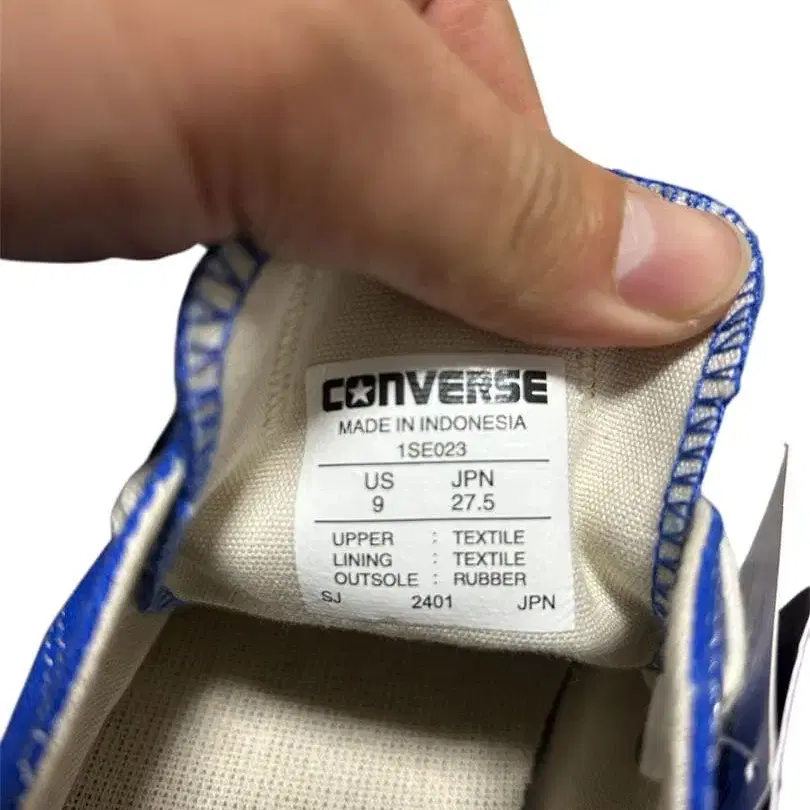 CONVERSE
MADE IN INDONESIA
1SE023
US JPN
9 27.5
UPPER : TEXTILE
LINING : TEXTILE
OUTSOLE : RUBBER
SJ 2401 JPN